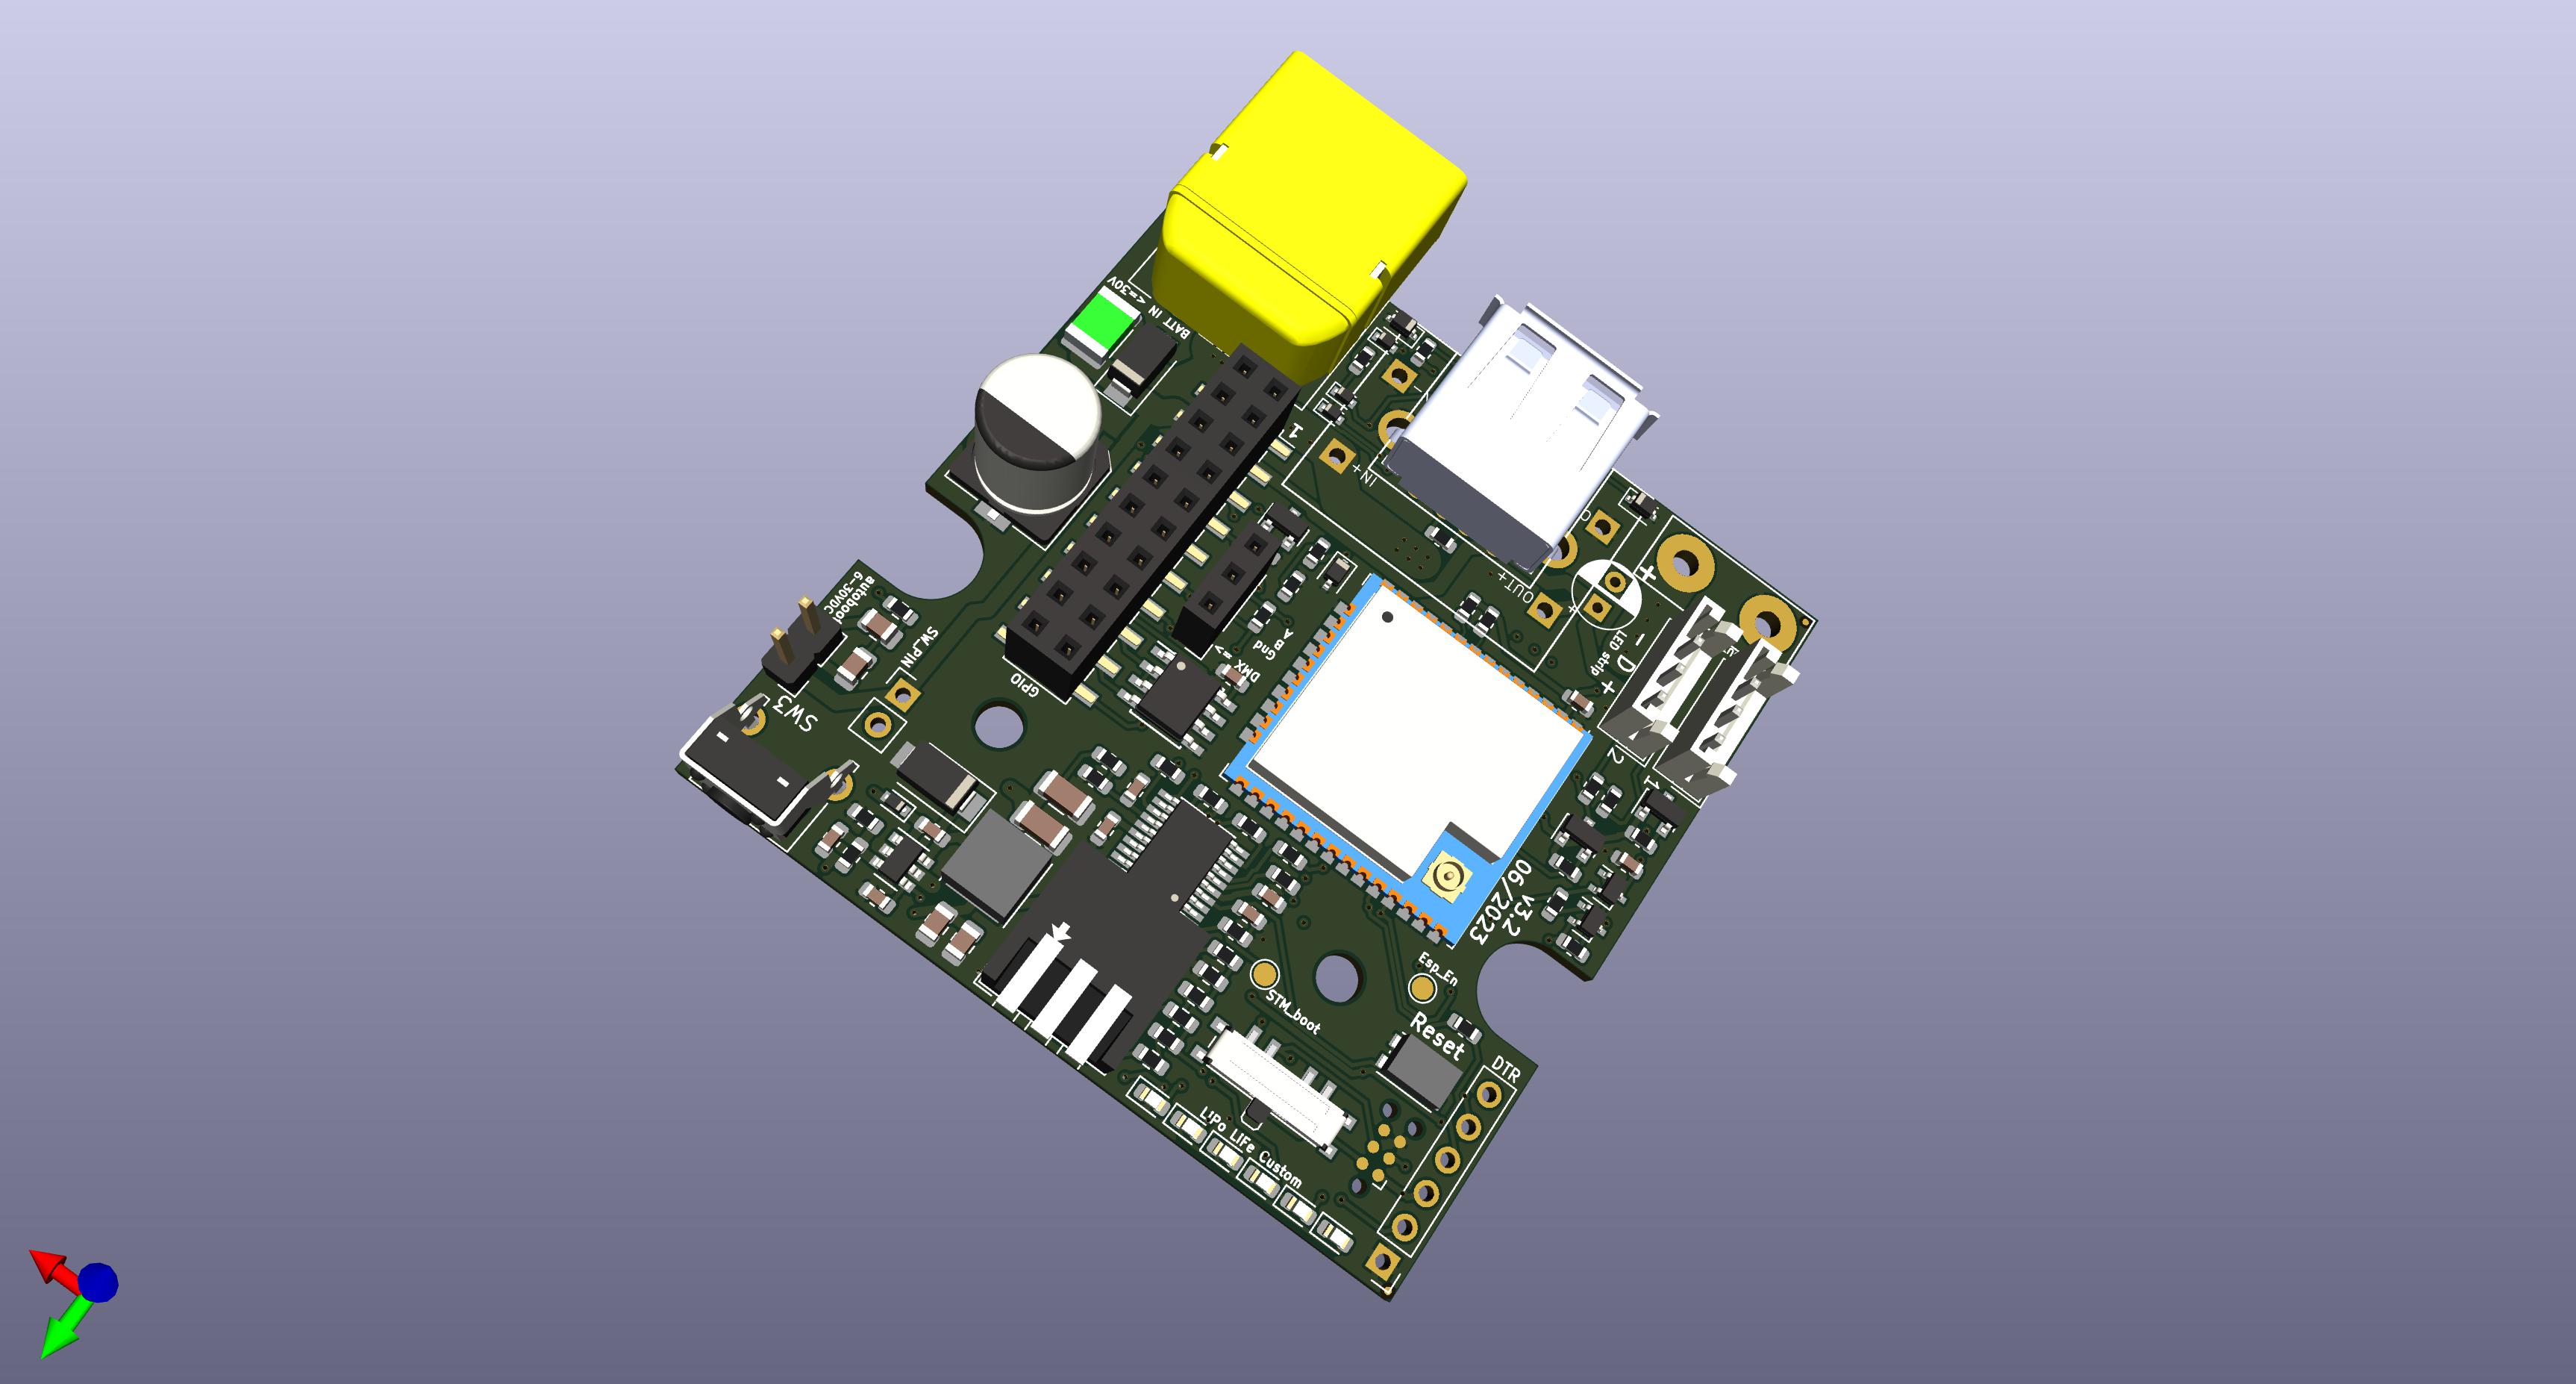 <=30V
BATT IN
1
+
IN
-
autoboot
6-30VDC
SW_PIN
SW3
GPIO
A
B
Gnd
DMX =>
OUT+
+
+
LED strip
-
D
+
2
1
v3.2
06/2023
Esp_En
STM_boot
Reset
DTR
LiPo LiFe Custom